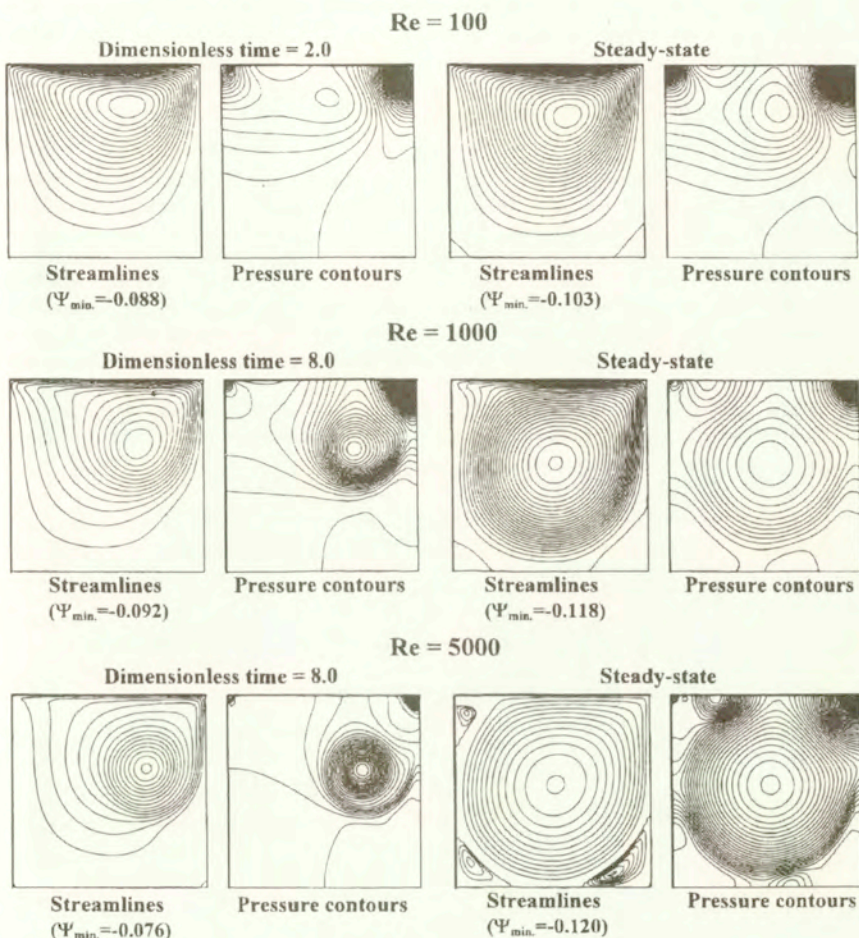 Re = 100
Dimensionless time = 2.0 Steady-state
Streamlines Pressure contours Streamlines Pressure contours
(Ψmin.=-0.088) (Ψmin.=-0.103)
Re = 1000
Dimensionless time = 8.0 Steady-state
Streamlines Pressure contours Streamlines Pressure contours
(Ψmin.=-0.092) (Ψmin.=-0.118)
Re = 5000
Dimensionless time = 8.0 Steady-state
Streamlines Pressure contours Streamlines Pressure contours
(Ψmin.=-0.076) (Ψmin.=-0.120)